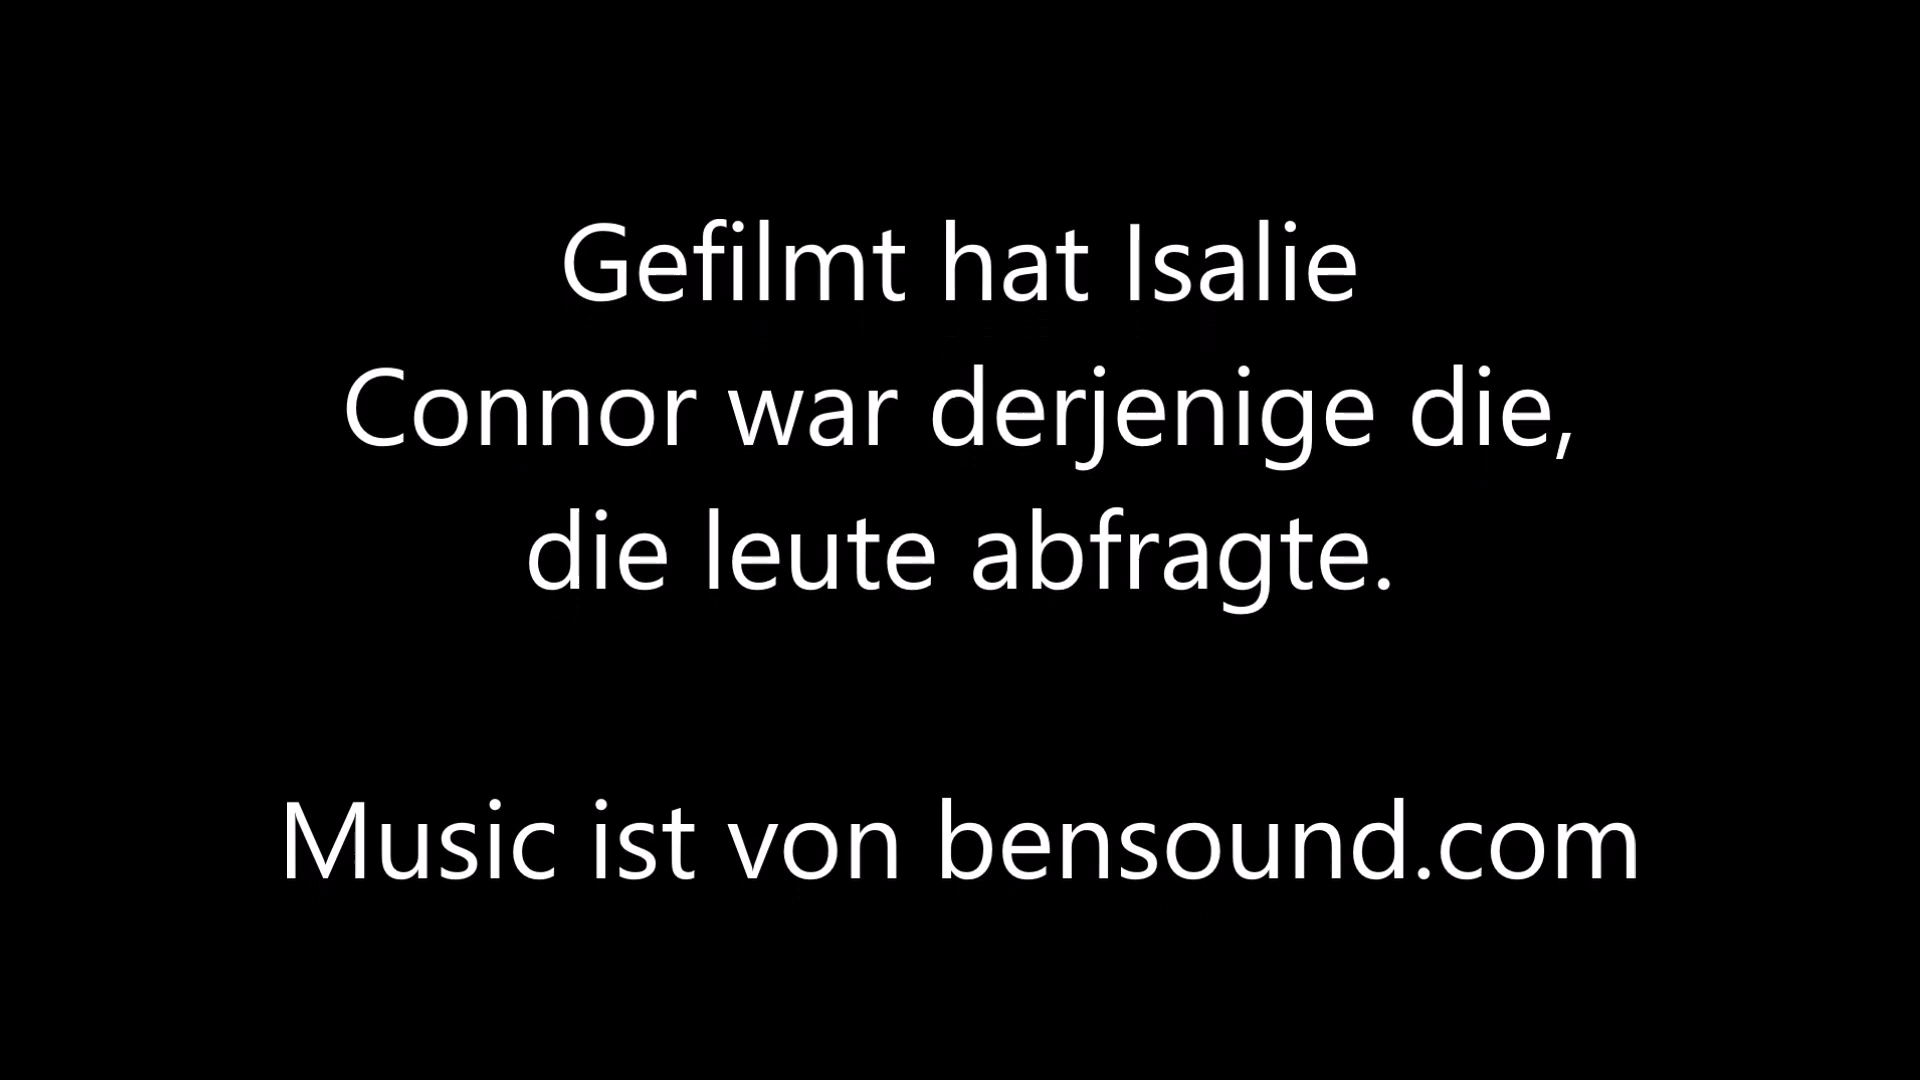 Gefilmt hat Isalie
Connor war derjenige die,
die leute abfragte.
Music ist von bensound.com